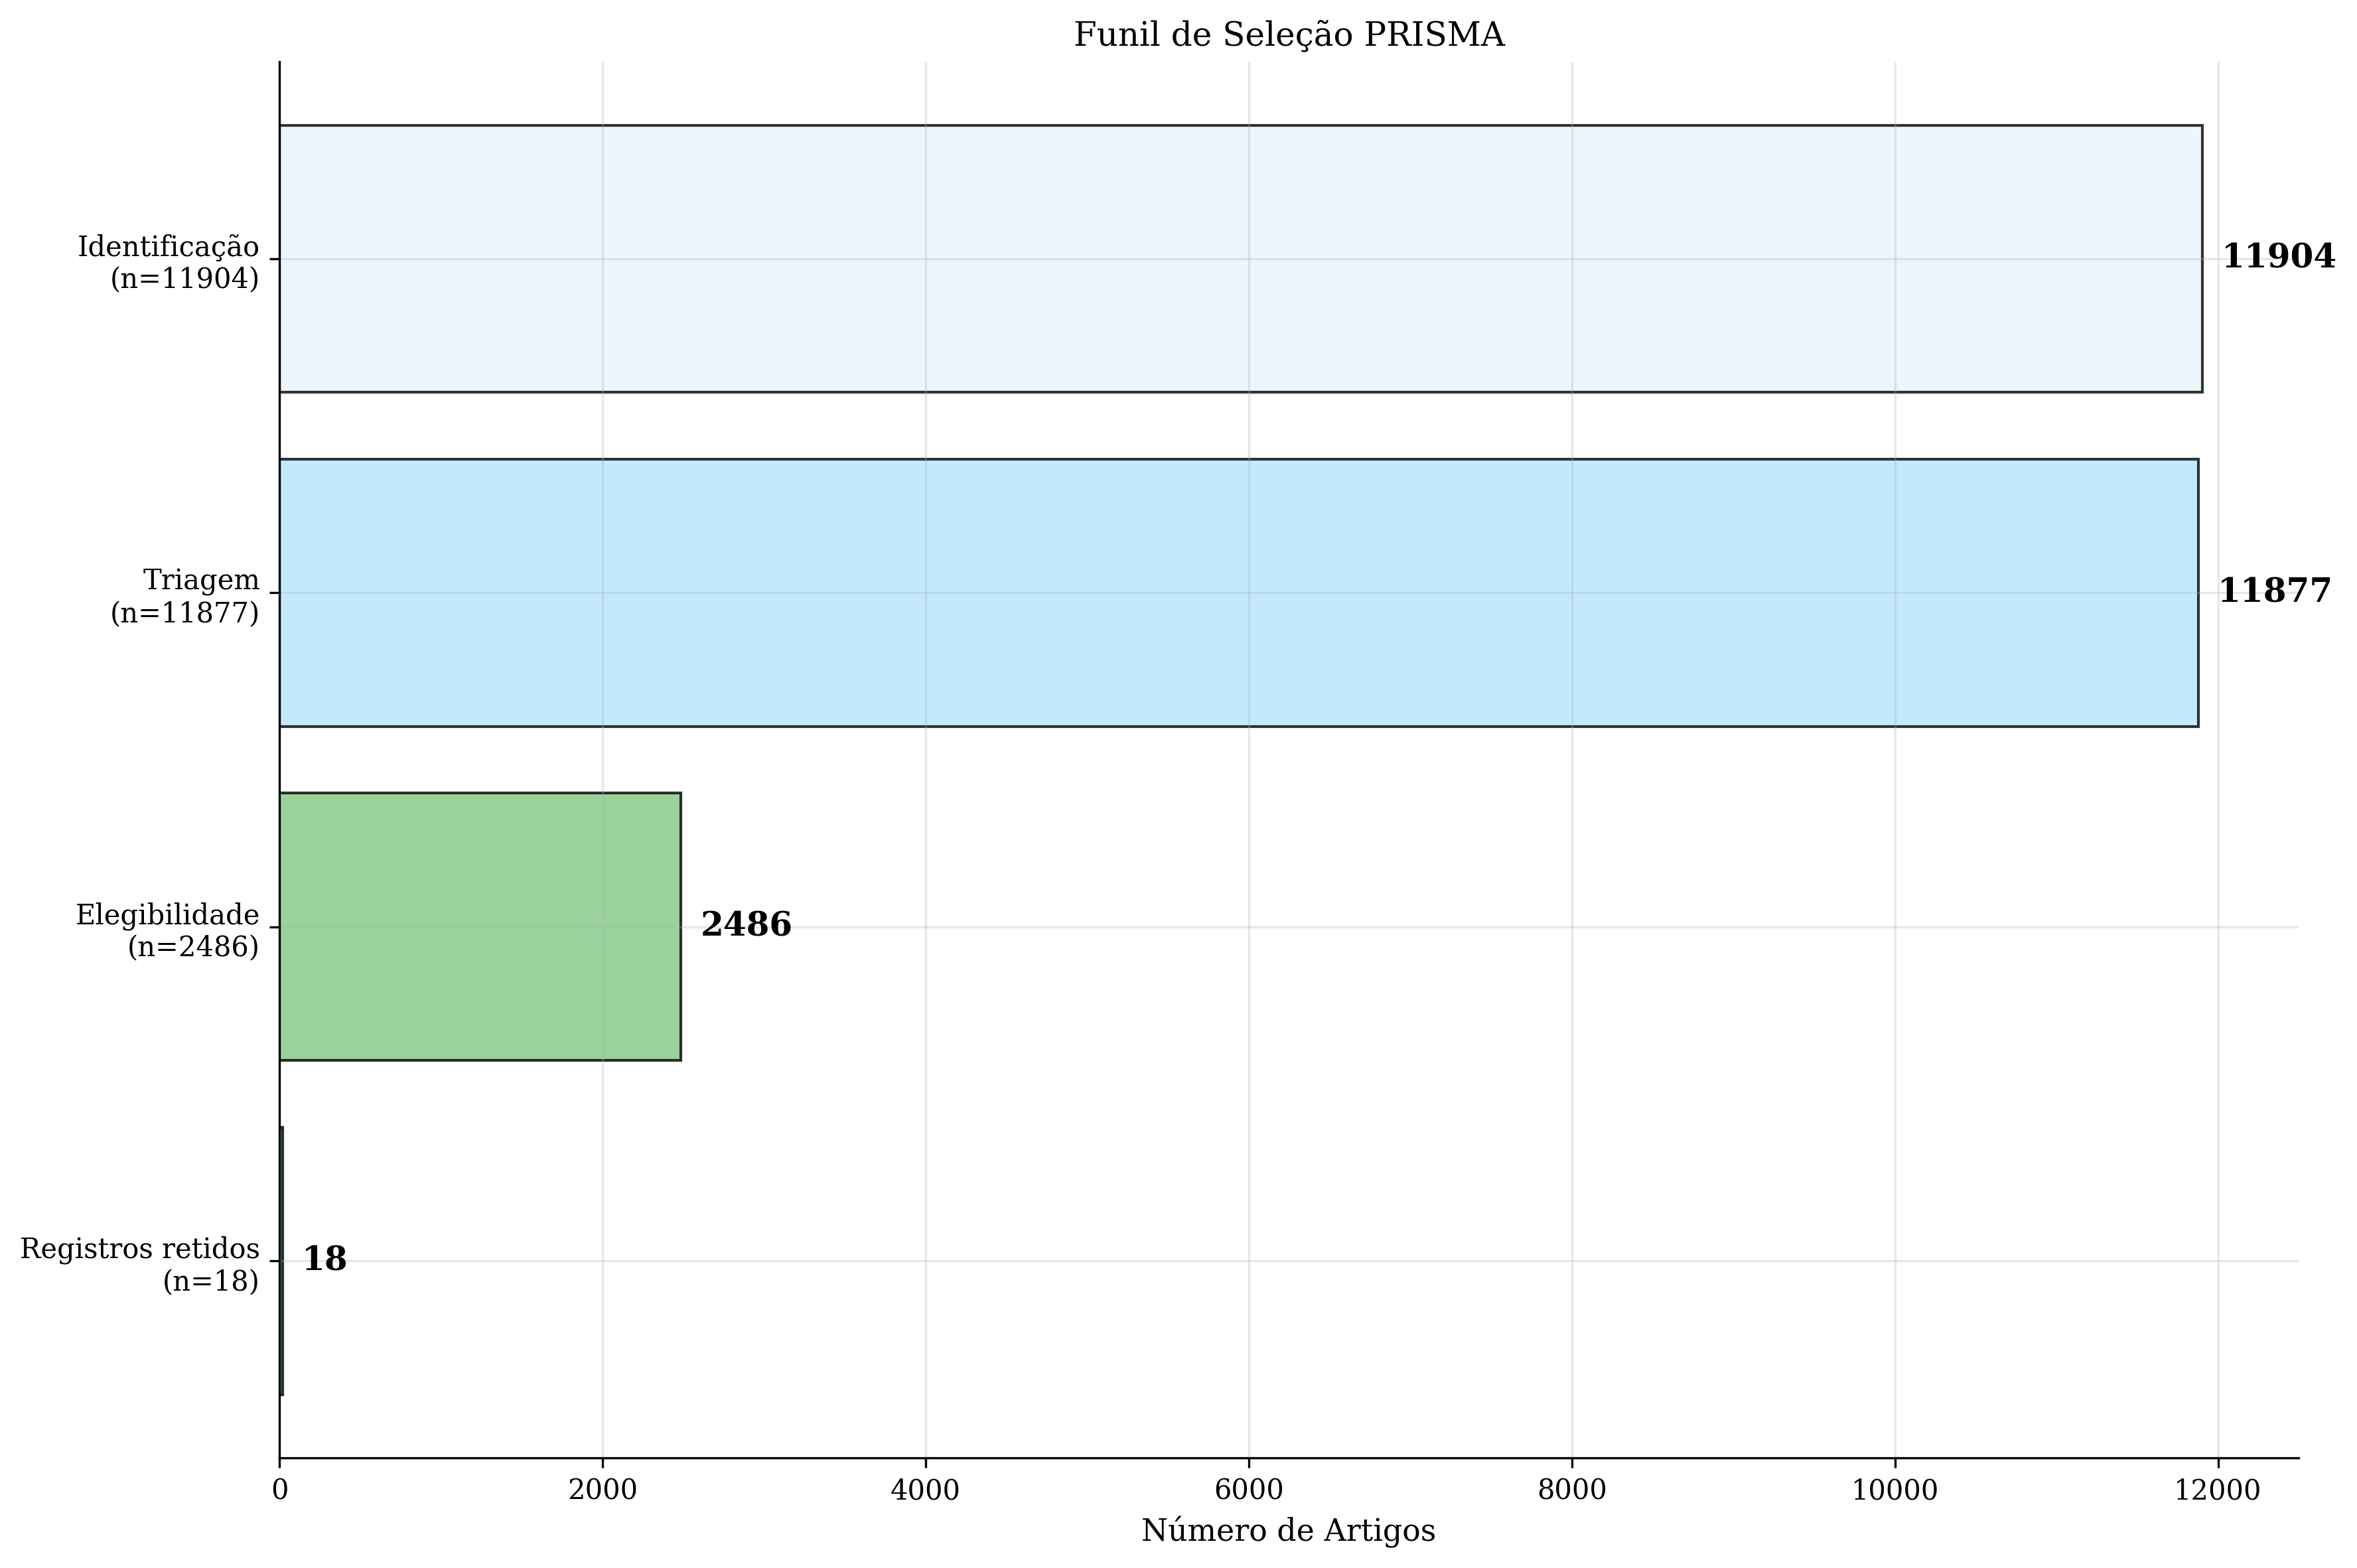 Funil de Seleção PRISMA
Identificação
(n=11904)
11904
Triagem
(n=11877)
11877
Elegibilidade
(n=2486)
2486
Registros retidos
(n=18)
18
0 2000 4000 6000 8000 10000 12000
Número de Artigos